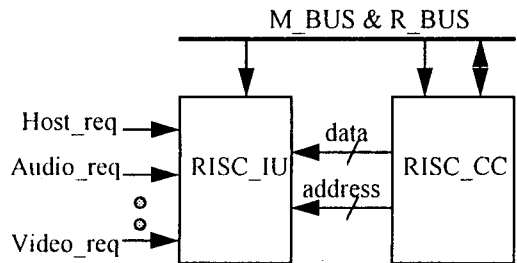 M_BUS & R_BUS
Host_req
data
Audio_req
RISC_IU
RISC_CC
address
Video_req